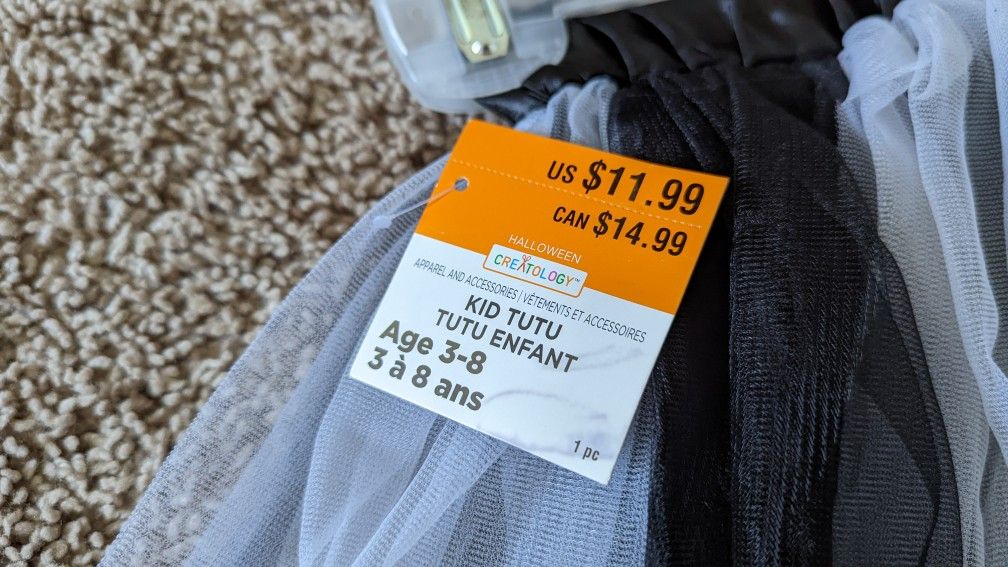 US $11.99
CAN $14.99
HALLOWEEN
CREATOLOGY™
APPAREL AND ACCESSORIES | VÊTEMENTS ET ACCESSOIRES
KID TUTU
TUTU ENFANT
Age 3-8
3 à 8 ans
1 pc